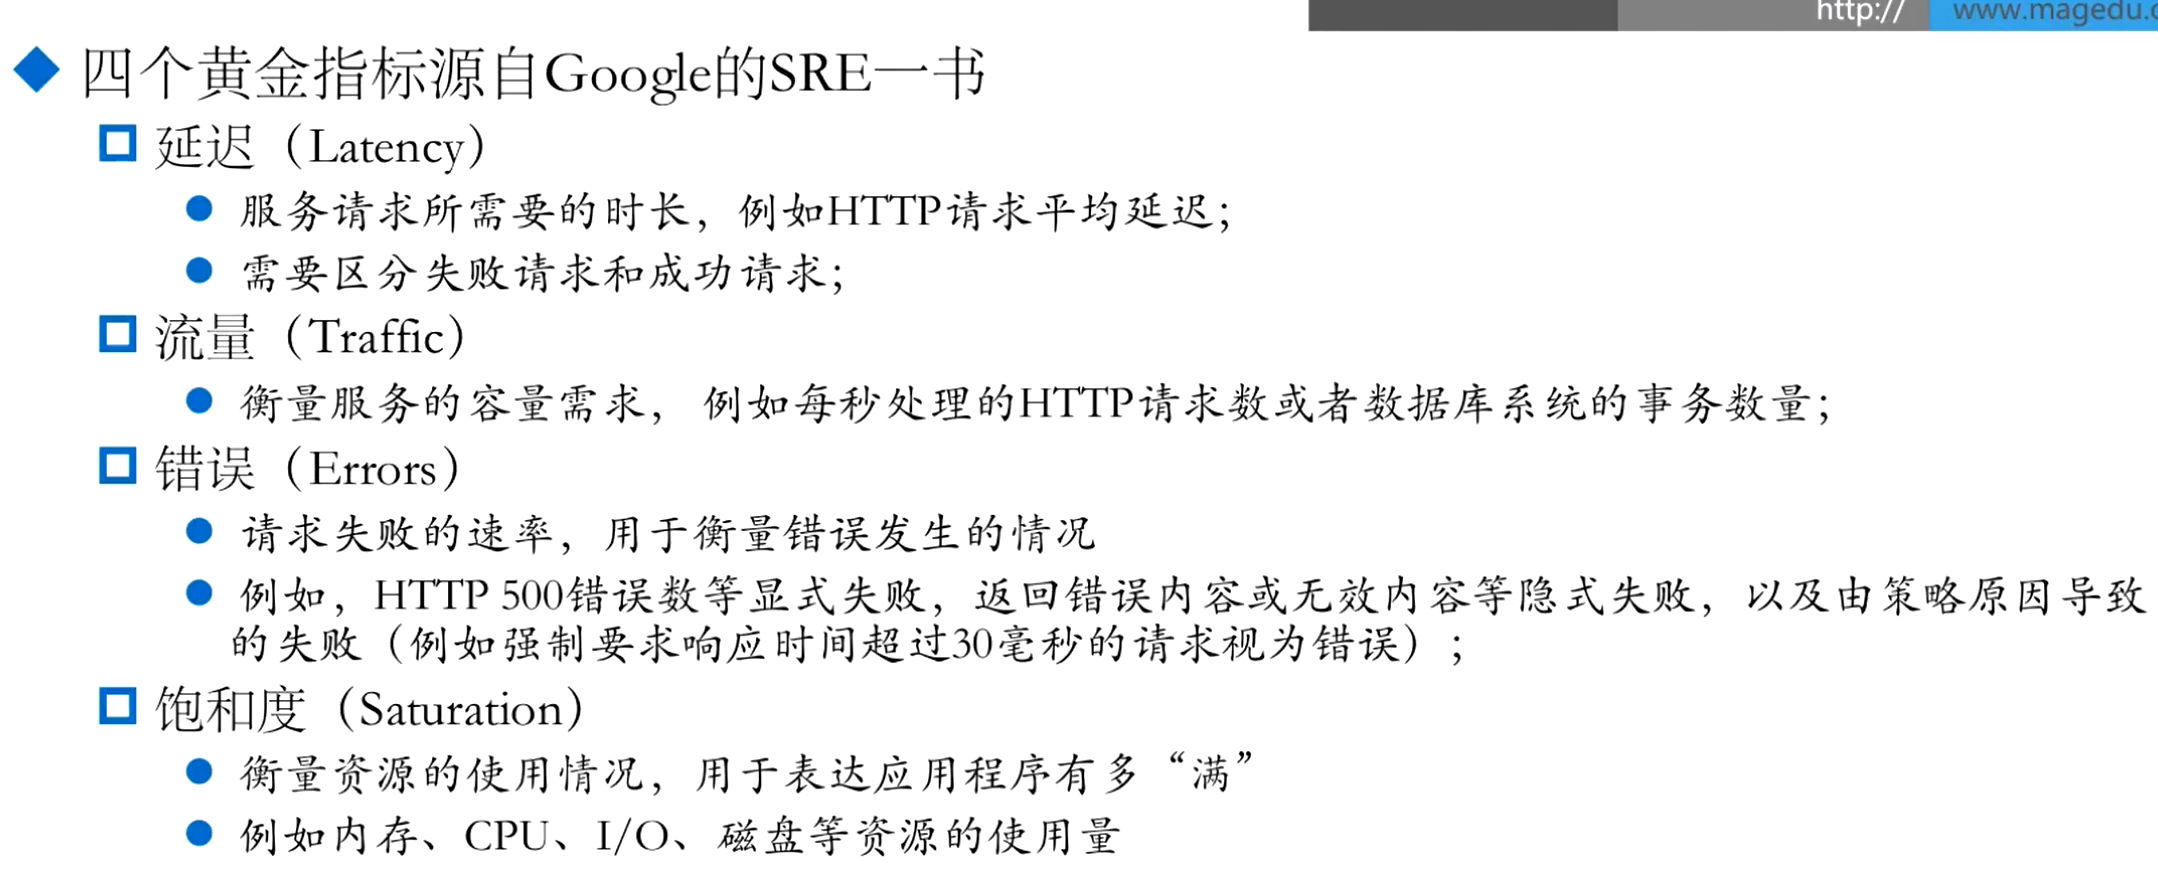 http:// www.magedu.c
四个黄金指标源自Google的SRE一书
延迟（Latency）
服务请求所需要的时长，例如HTTP请求平均延迟；
需要区分失败请求和成功请求；
流量（Traffic）
衡量服务的容量需求，例如每秒处理的HTTP请求数或者数据库系统的事务数量；
错误（Errors）
请求失败的速率，用于衡量错误发生的情况
例如，HTTP 500错误数等显式失败，返回错误内容或无效内容等隐式失败，以及由策略原因导致
的失败（例如强制要求响应时间超过30毫秒的请求视为错误）；
饱和度（Saturation）
衡量资源的使用情况，用于表达应用程序有多“满”
例如内存、CPU、I/O、磁盘等资源的使用量